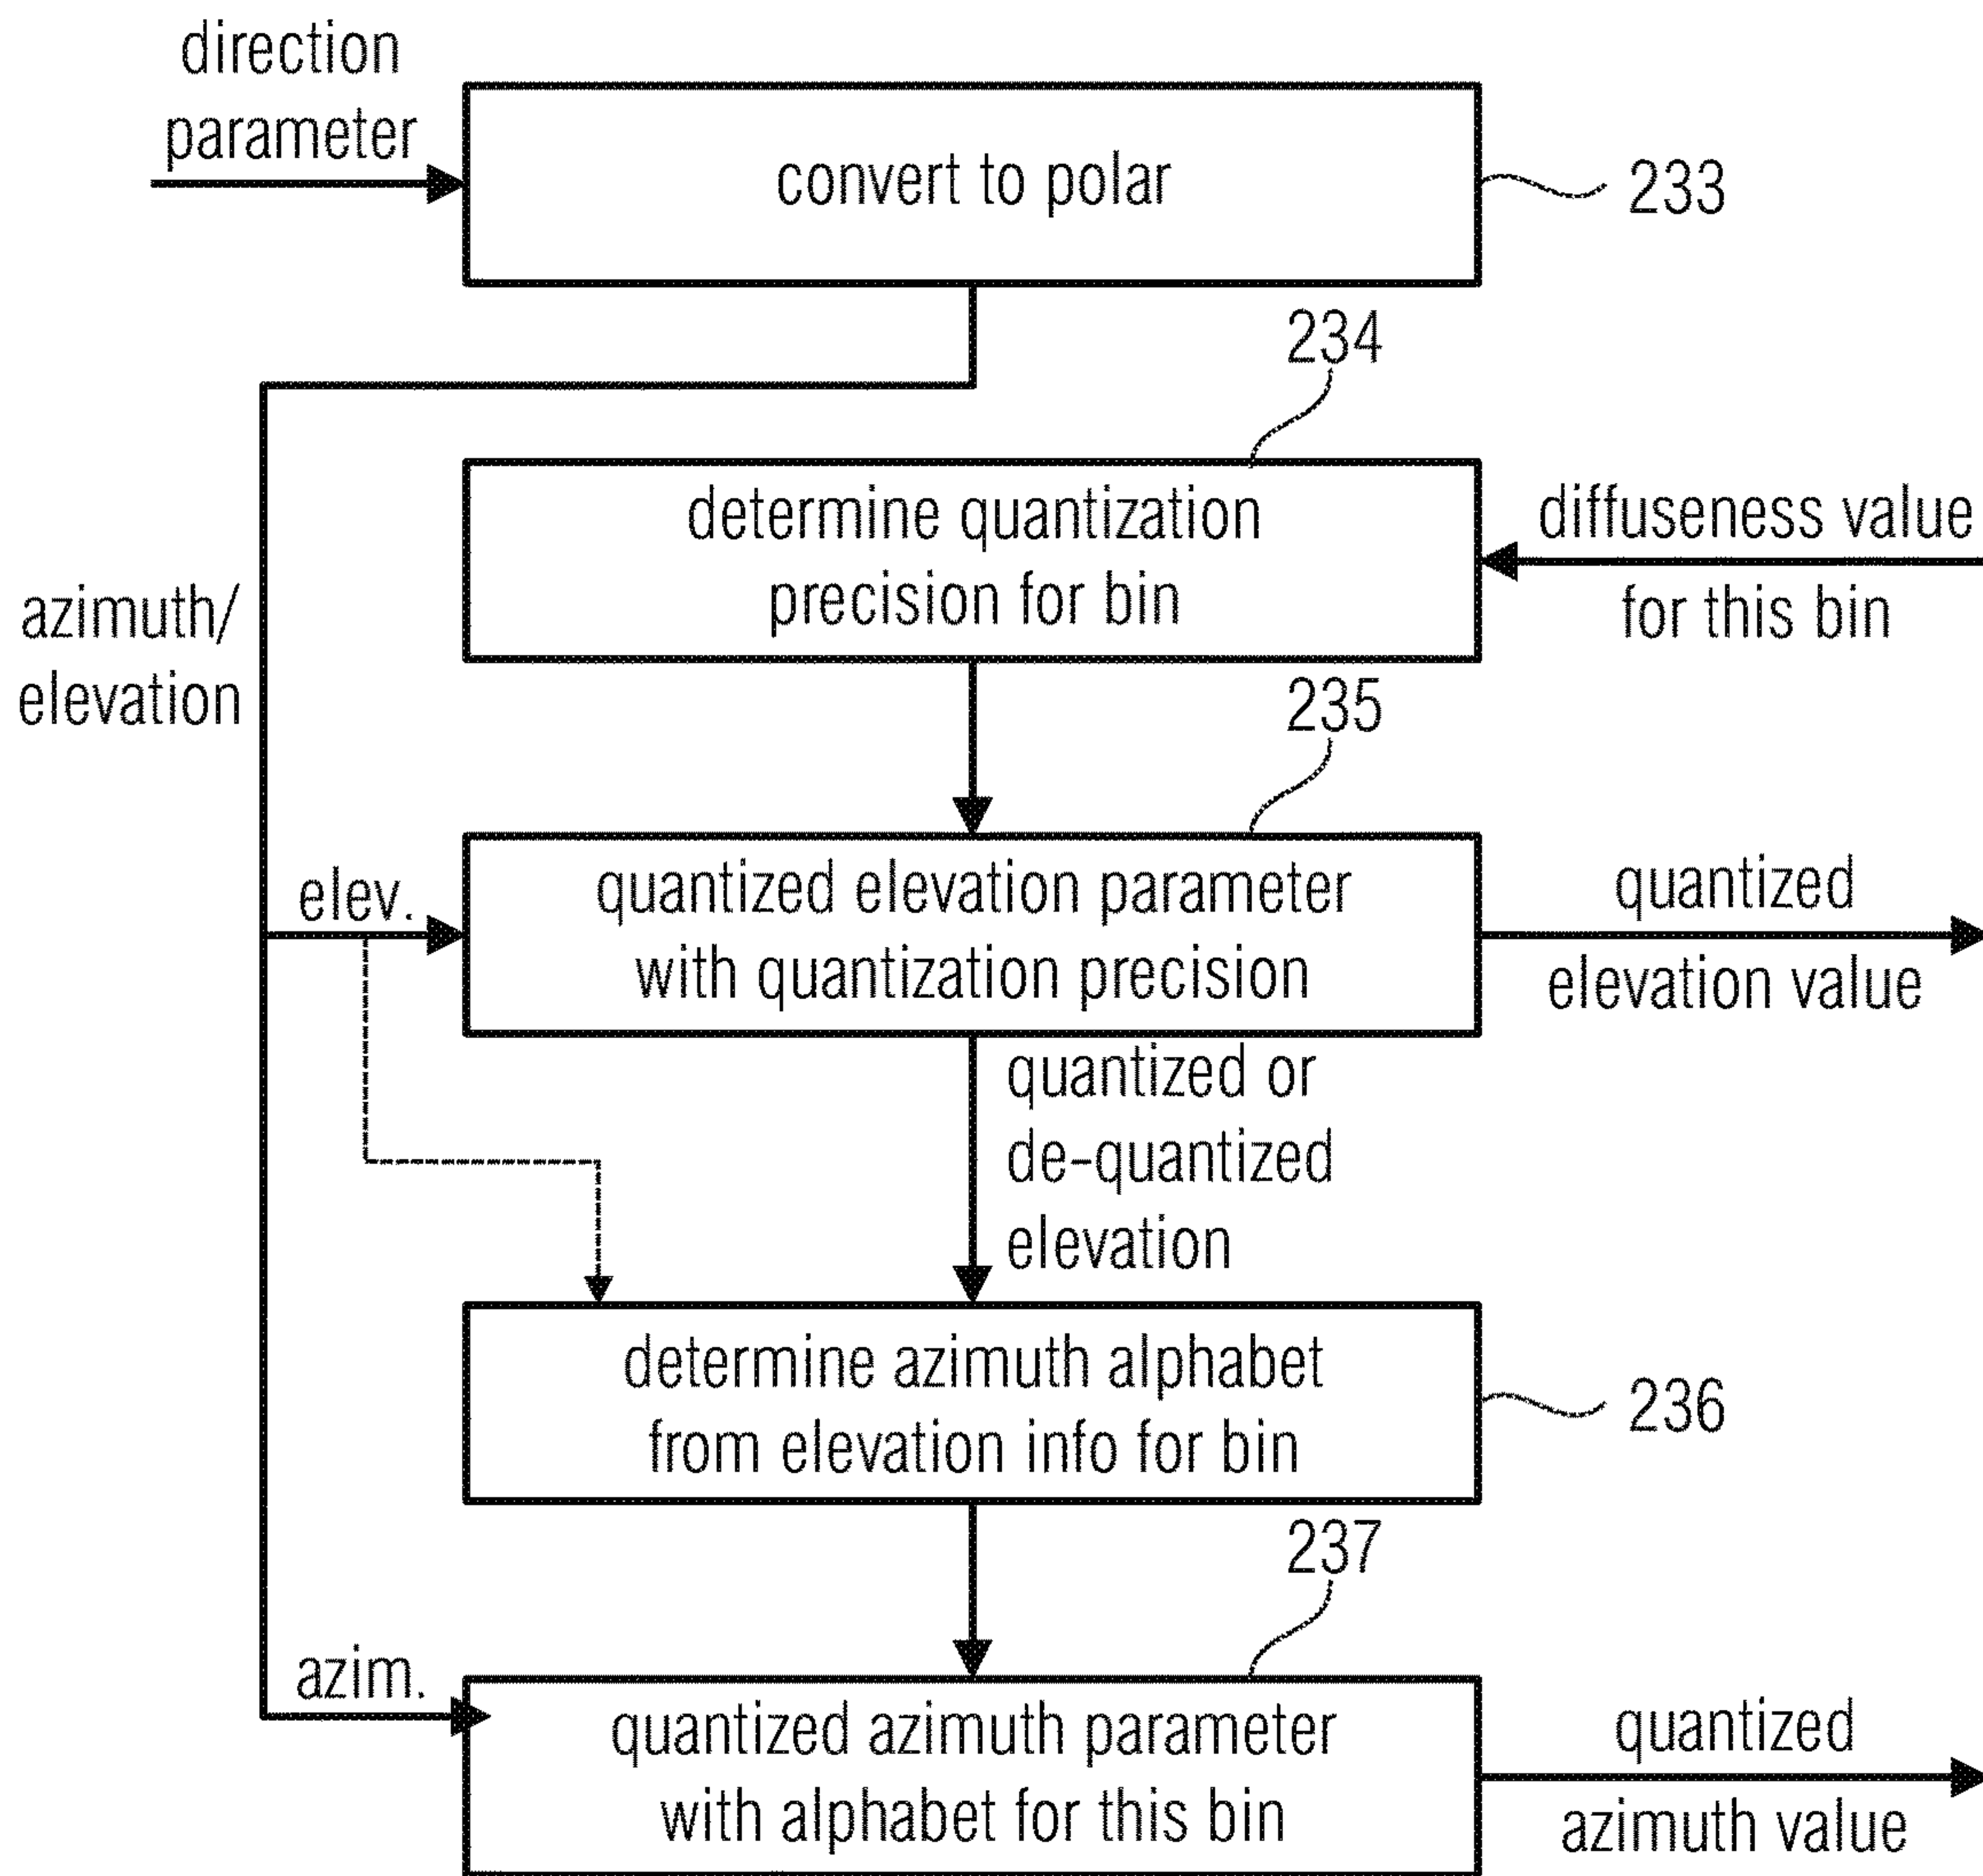 direction
parameter
convert to polar
233
234
determine quantization
precision for bin
diffuseness value
for this bin
azimuth/
elevation
235
elev.
quantized elevation parameter
with quantization precision
quantized
elevation value
quantized or
de-quantized
elevation
determine azimuth alphabet
from elevation info for bin
236
237
azim.
quantized azimuth parameter
with alphabet for this bin
quantized
azimuth value